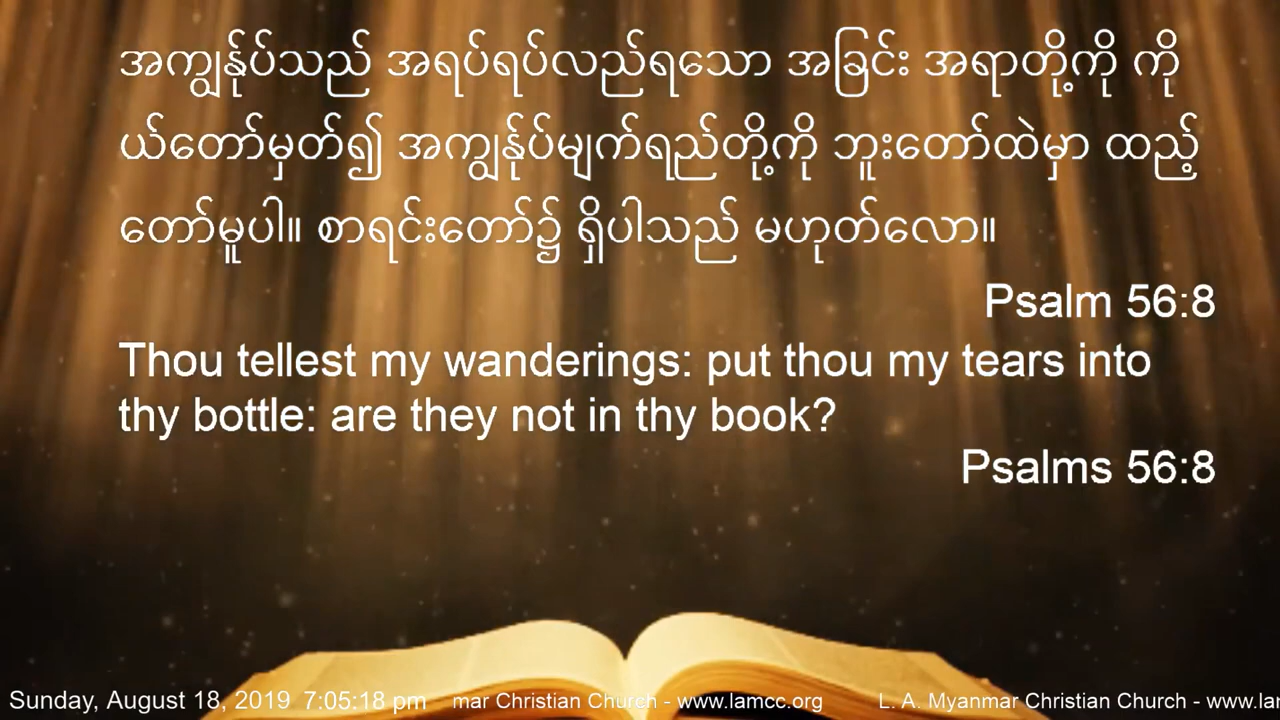 အကျွန်ုပ်သည် အရပ်ရပ်လည်ရသော အခြင်း အရာတို့ကို ကို
ယ်တော်မှတ်၍ အကျွန်ုပ်မျက်ရည်တို့ကို ဘူးတော်ထဲမှာ ထည့်
တော်မူပါ။ စာရင်းတော်၌ ရှိပါသည် မဟုတ်လော။
Psalm 56:8
Thou tellest my wanderings: put thou my tears into
thy bottle: are they not in thy book?
Psalms 56:8
Sunday, August 18, 2019 7:05:18 pm mar Christian Church - www.lamcc.org L. A. Myanmar Christian Church - www.la